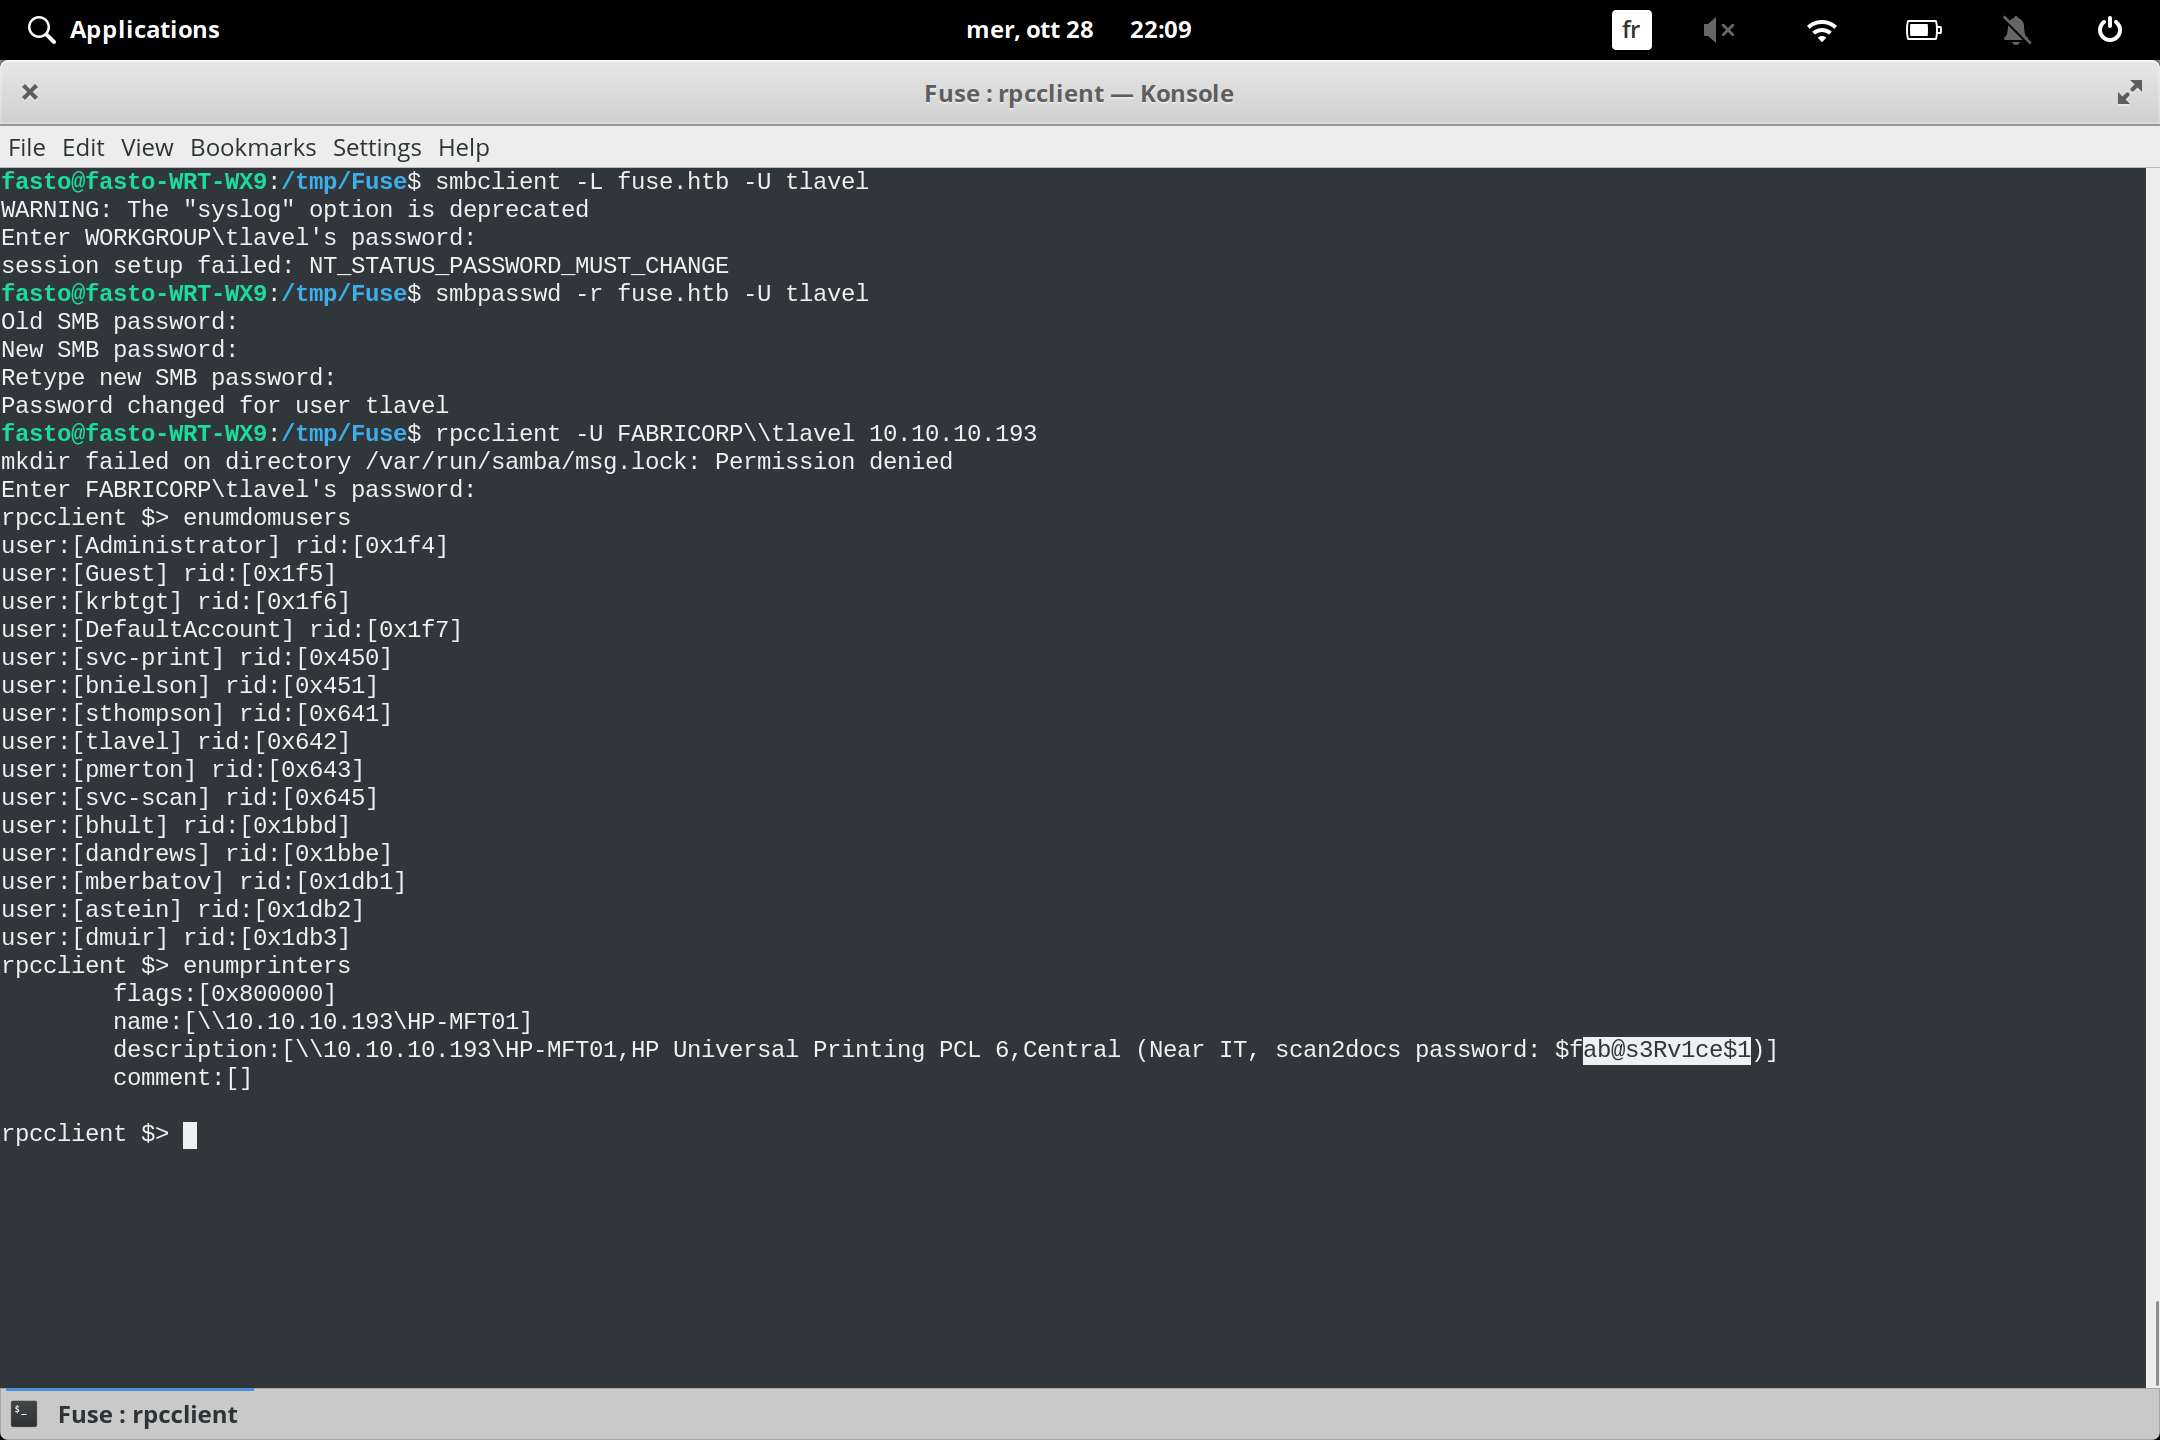 Applications
mer, ott 28 22:09
fr
Fuse : rpcclient — Konsole
File Edit View Bookmarks Settings Help
fasto@fasto-WRT-WX9:/tmp/Fuse$ smbclient -L fuse.htb -U tlavel
WARNING: The "syslog" option is deprecated
Enter WORKGROUP\tlavel's password:
session setup failed: NT_STATUS_PASSWORD_MUST_CHANGE
fasto@fasto-WRT-WX9:/tmp/Fuse$ smbpasswd -r fuse.htb -U tlavel
Old SMB password:
New SMB password:
Retype new SMB password:
Password changed for user tlavel
fasto@fasto-WRT-WX9:/tmp/Fuse$ rpcclient -U FABRICORP\\tlavel 10.10.10.193
mkdir failed on directory /var/run/samba/msg.lock: Permission denied
Enter FABRICORP\tlavel's password:
rpcclient $> enumdomusers
user:[Administrator] rid:[0x1f4]
user:[Guest] rid:[0x1f5]
user:[krbtgt] rid:[0x1f6]
user:[DefaultAccount] rid:[0x1f7]
user:[svc-print] rid:[0x450]
user:[bnielson] rid:[0x451]
user:[sthompson] rid:[0x641]
user:[tlavel] rid:[0x642]
user:[pmerton] rid:[0x643]
user:[svc-scan] rid:[0x645]
user:[bhult] rid:[0x1bbd]
user:[dandrews] rid:[0x1bbe]
user:[mberbatov] rid:[0x1db1]
user:[astein] rid:[0x1db2]
user:[dmuir] rid:[0x1db3]
rpcclient $> enumprinters
flags:[0x800000]
name:[\\10.10.10.193\HP-MFT01]
description:[\\10.10.10.193\HP-MFT01,HP Universal Printing PCL 6,Central (Near IT, scan2docs password: $fab@s3Rv1ce$1)]
comment:[]
rpcclient $>
Fuse : rpcclient